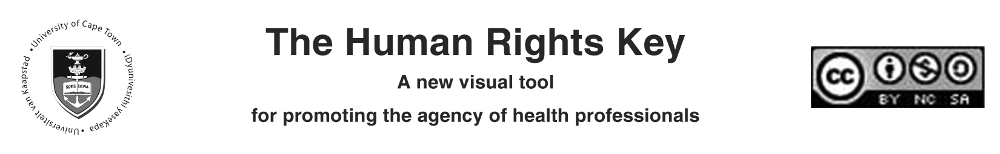 • University of Cape Town • iDyunivesithi yaseKapa • Universiteit van Kaapstad
SPES BONA
The Human Rights Key
A new visual tool
for promoting the agency of health professionals
cc
BY NC SA